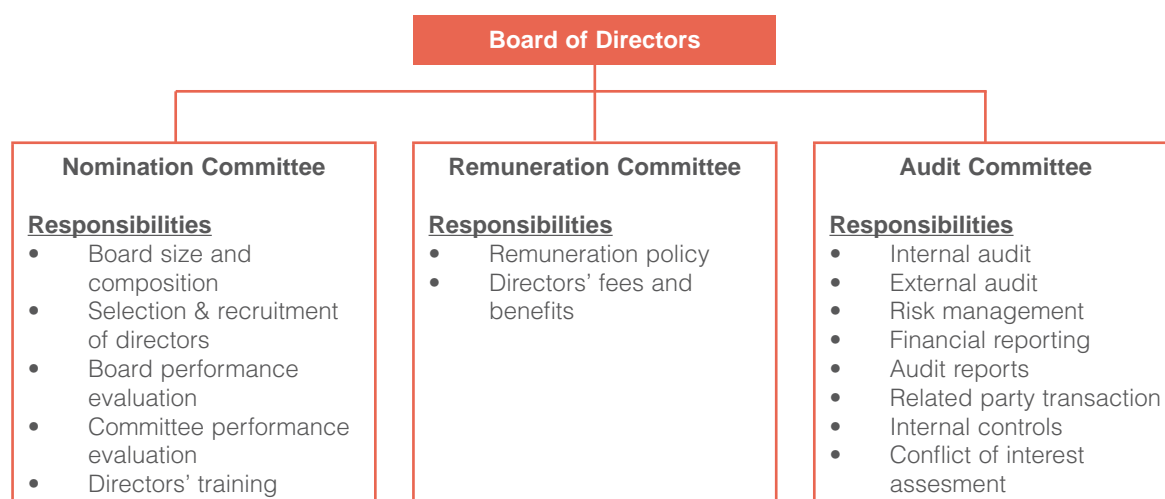 Board of Directors
Nomination Committee
Responsibilities
• Board size and
composition
• Selection & recruitment
of directors
• Board performance
evaluation
• Committee performance
evaluation
• Directors’ training
Remuneration Committee
Responsibilities
• Remuneration policy
• Directors’ fees and
benefits
Audit Committee
Responsibilities
• Internal audit
• External audit
• Risk management
• Financial reporting
• Audit reports
• Related party transaction
• Internal controls
• Conflict of interest
assesment